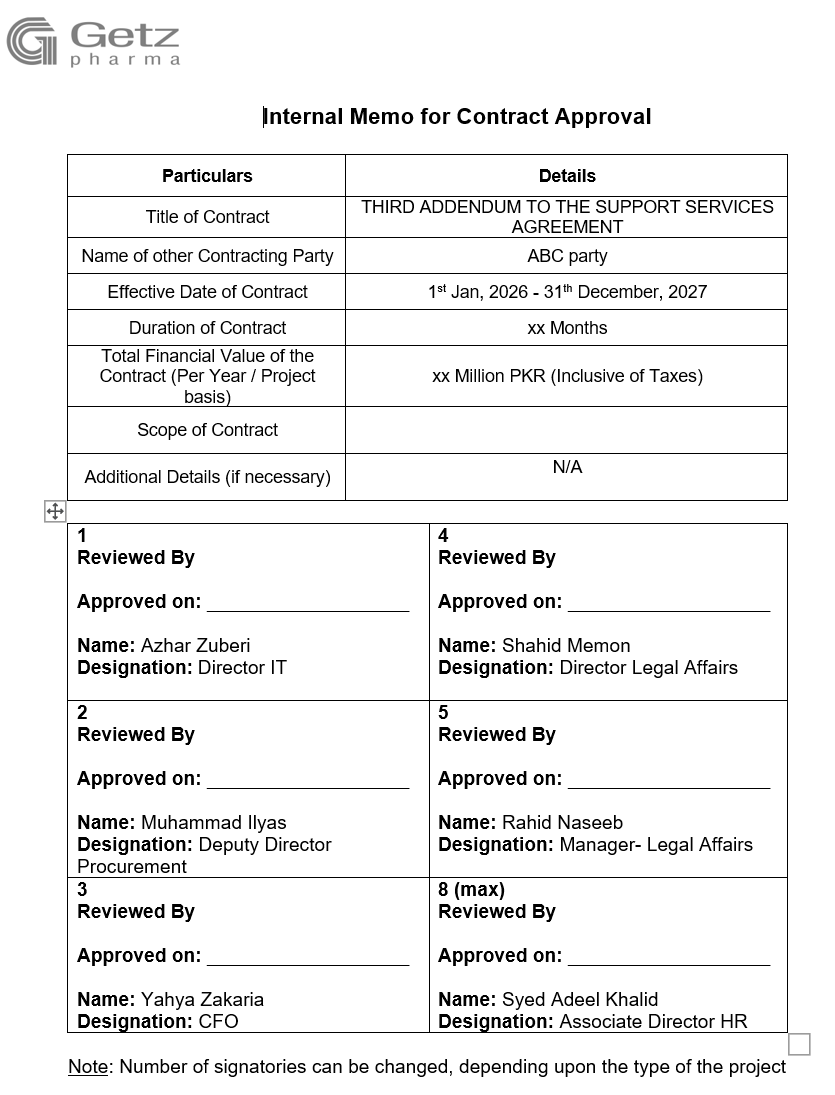 Getz
pharma
Internal Memo for Contract Approval
Particulars
Details
Title of Contract
THIRD ADDENDUM TO THE SUPPORT SERVICES
AGREEMENT
Name of other Contracting Party
ABC party
Effective Date of Contract
1st Jan, 2026 - 31th December, 2027
Duration of Contract
xx Months
Total Financial Value of the
Contract (Per Year / Project
basis)
xx Million PKR (Inclusive of Taxes)
Scope of Contract
Additional Details (if necessary)
N/A
1
Reviewed By
Approved on: ____________________
Name: Azhar Zuberi
Designation: Director IT
4
Reviewed By
Approved on: ____________________
Name: Shahid Memon
Designation: Director Legal Affairs
2
Reviewed By
Approved on: ____________________
Name: Muhammad Ilyas
Designation: Deputy Director
Procurement
5
Reviewed By
Approved on: ____________________
Name: Rahid Naseeb
Designation: Manager- Legal Affairs
3
Reviewed By
Approved on: ____________________
Name: Yahya Zakaria
Designation: CFO
8 (max)
Reviewed By
Approved on: ____________________
Name: Syed Adeel Khalid
Designation: Associate Director HR
Note: Number of signatories can be changed, depending upon the type of the project